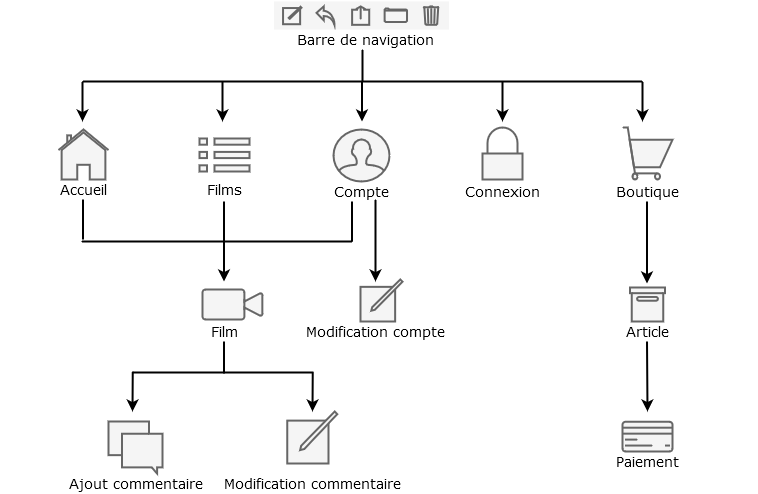 Barre de navigation
Accueil
Films
Compte
Connexion
Boutique
Film
Modification compte
Article
Ajout commentaire
Modification commentaire
Paiement